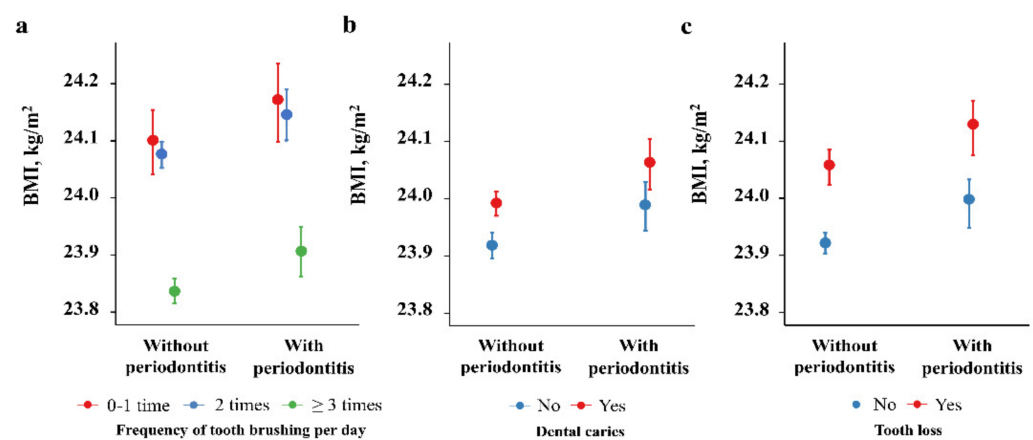 a
BMI, kg/m²
24.2
24.1
24.0
23.9
23.8
Without periodontitis
With periodontitis
0-1 time 2 times ≥ 3 times
Frequency of tooth brushing per day
b
BMI, kg/m²
24.2
24.1
24.0
23.9
23.8
Without periodontitis
With periodontitis
No Yes
Dental caries
c
BMI, kg/m²
24.2
24.1
24.0
23.9
23.8
Without periodontitis
With periodontitis
No Yes
Tooth loss